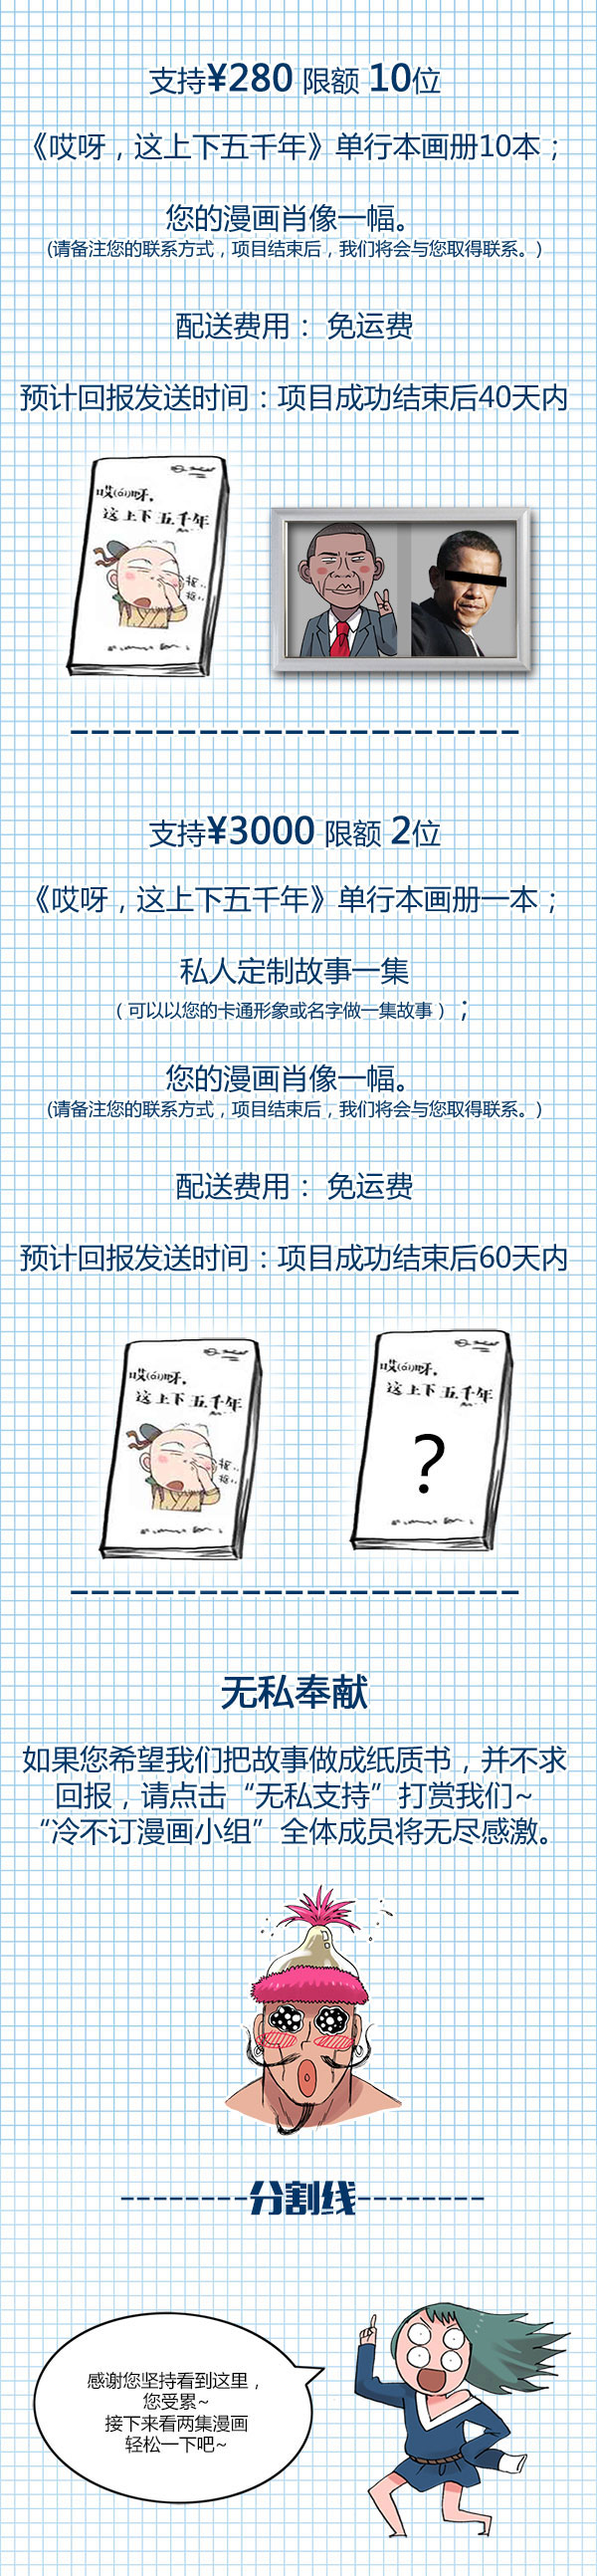 支持¥280 限额 10位
《哎呀，这上下五千年》单行本画册10本；
您的漫画肖像一幅。
(请备注您的联系方式，项目结束后，我们将会与您取得联系。)
配送费用： 免运费
预计回报发送时间：项目成功结束后40天内
哎(āi)呀，
这上下五千年
抠..
抠..
支持¥3000 限额 2位
《哎呀，这上下五千年》单行本画册一本；
私人定制故事一集
（可以以您的卡通形象或名字做一集故事）；
您的漫画肖像一幅。
(请备注您的联系方式，项目结束后，我们将会与您取得联系。)
配送费用： 免运费
预计回报发送时间：项目成功结束后60天内
哎(āi)呀，
这上下五千年
抠..
抠..
哎(āi)呀，
这上下五千年
?
无私奉献
如果您希望我们把故事做成纸质书，并不求
回报，请点击“无私支持”打赏我们~
“冷不订漫画小组”全体成员将无尽感激。
--------分割线--------
感谢您坚持看到这里，
您受累~
接下来看两集漫画
轻松一下吧~